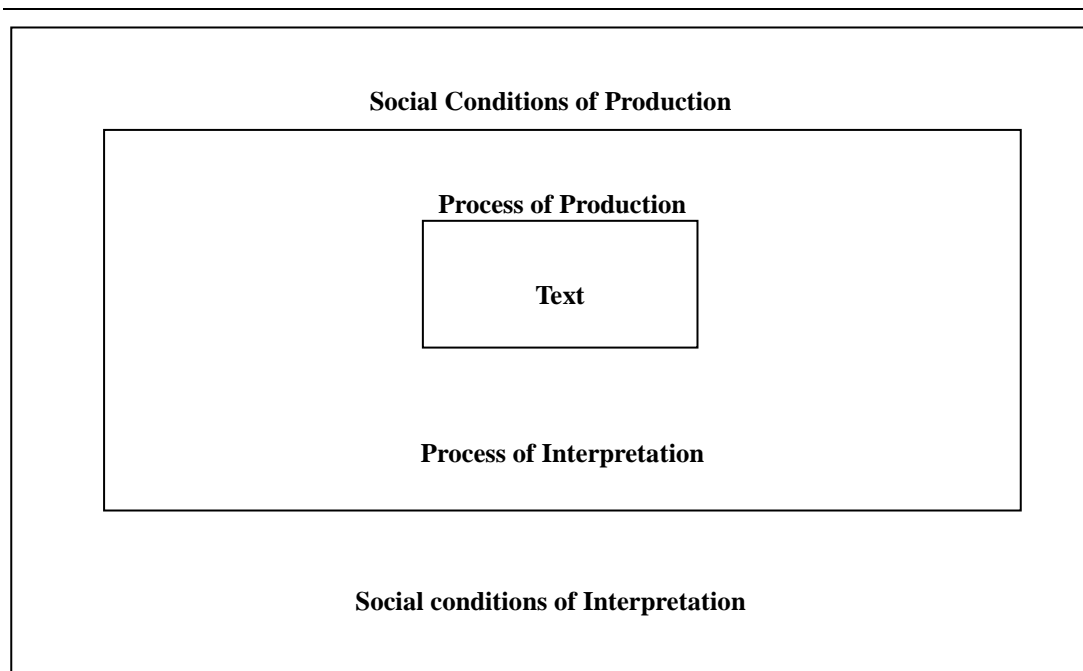 Social Conditions of Production
Process of Production
Text
Process of Interpretation
Social conditions of Interpretation